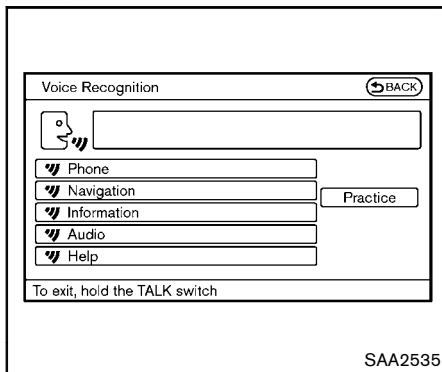 Voice Recognition
BACK
Phone
Navigation
Practice
Information
Audio
Help
To exit, hold the TALK switch
SAA2535